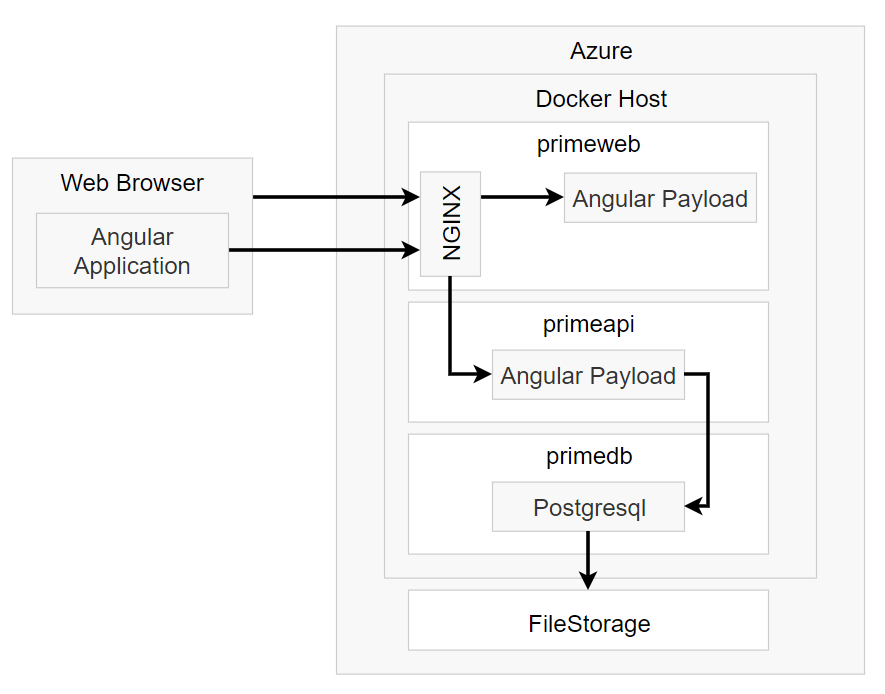 Azure
Docker Host
primeweb
Web Browser
Angular
Application
NGINX
Angular Payload
primeapi
Angular Payload
primedb
Postgresql
FileStorage